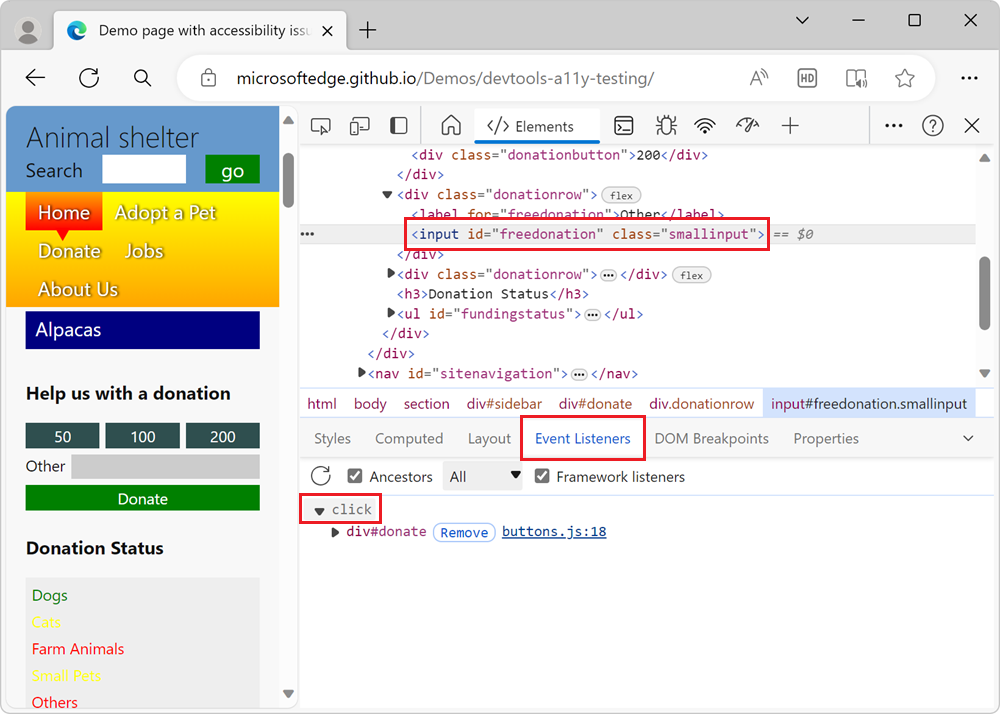 Demo page with accessibility issu
microsoftedge.github.io/Demos/devtools-a11y-testing/
HD
Animal shelter
Search go
Home Adopt a Pet
Donate Jobs
About Us
Alpacas
Help us with a donation
50 100 200
Other
Donate
Donation Status
Dogs
Cats
Farm Animals
Small Pets
Others
</> Elements
<div class="donationbutton">200</div>
</div>
<div class="donationrow"> flex
<label for="freedonation">Other</label>
<input id="freedonation" class="smallinput"> == $0
</div>
<div class="donationrow"> … </div> flex
<h3>Donation Status</h3>
<ul id="fundingstatus"> … </ul>
</div>
</div>
<nav id="sitenavigation"> … </nav>
html body section div#sidebar div#donate div.donationrow input#freedonation.smallinput
Styles Computed Layout Event Listeners DOM Breakpoints Properties
Ancestors All Framework listeners
click
div#donate Remove buttons.js:18